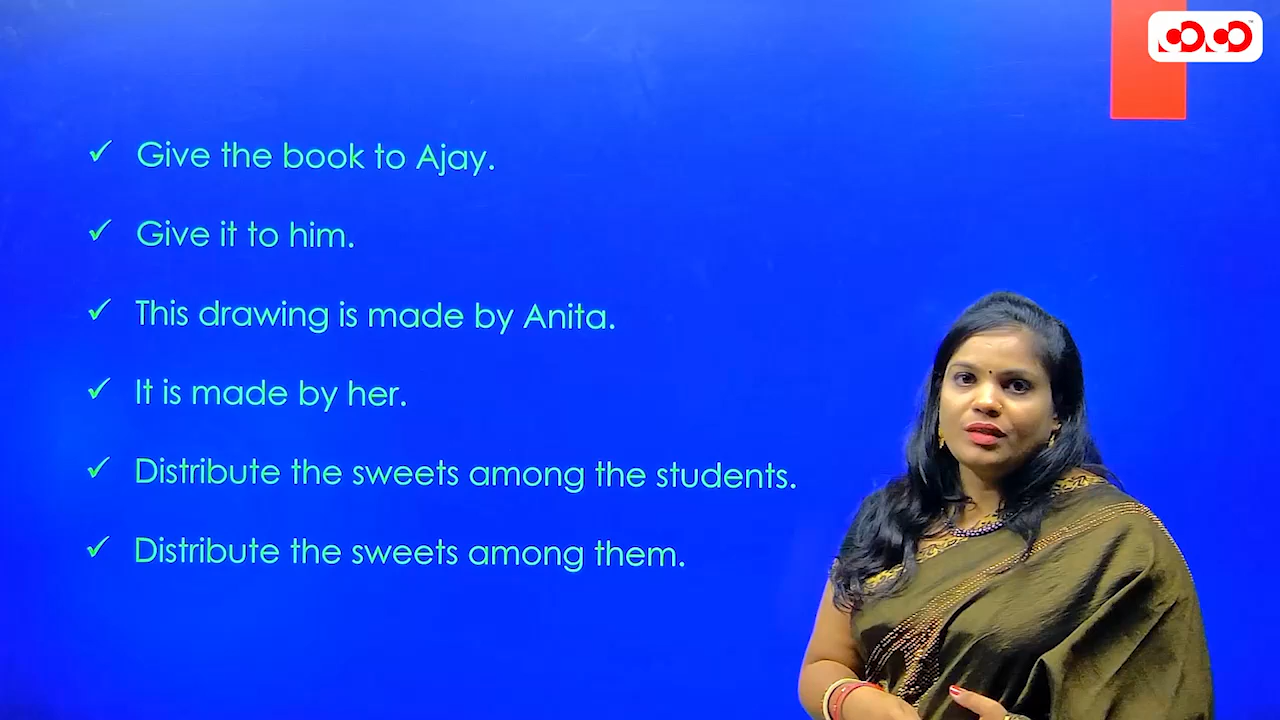 Give the book to Ajay.
Give it to him.
This drawing is made by Anita.
It is made by her.
Distribute the sweets among the students.
Distribute the sweets among them.